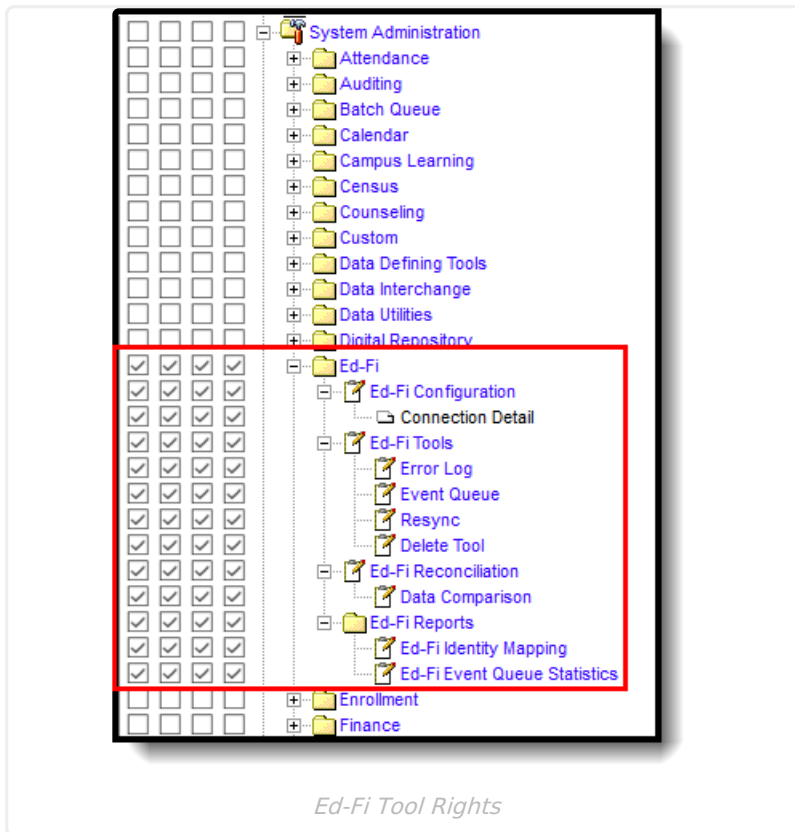 System Administration
Attendance
Auditing
Batch Queue
Calendar
Campus Learning
Census
Counseling
Custom
Data Defining Tools
Data Interchange
Data Utilities
Digital Repository
Ed-Fi
Ed-Fi Configuration
Connection Detail
Ed-Fi Tools
Error Log
Event Queue
Resync
Delete Tool
Ed-Fi Reconciliation
Data Comparison
Ed-Fi Reports
Ed-Fi Identity Mapping
Ed-Fi Event Queue Statistics
Enrollment
Finance
Ed-Fi Tool Rights